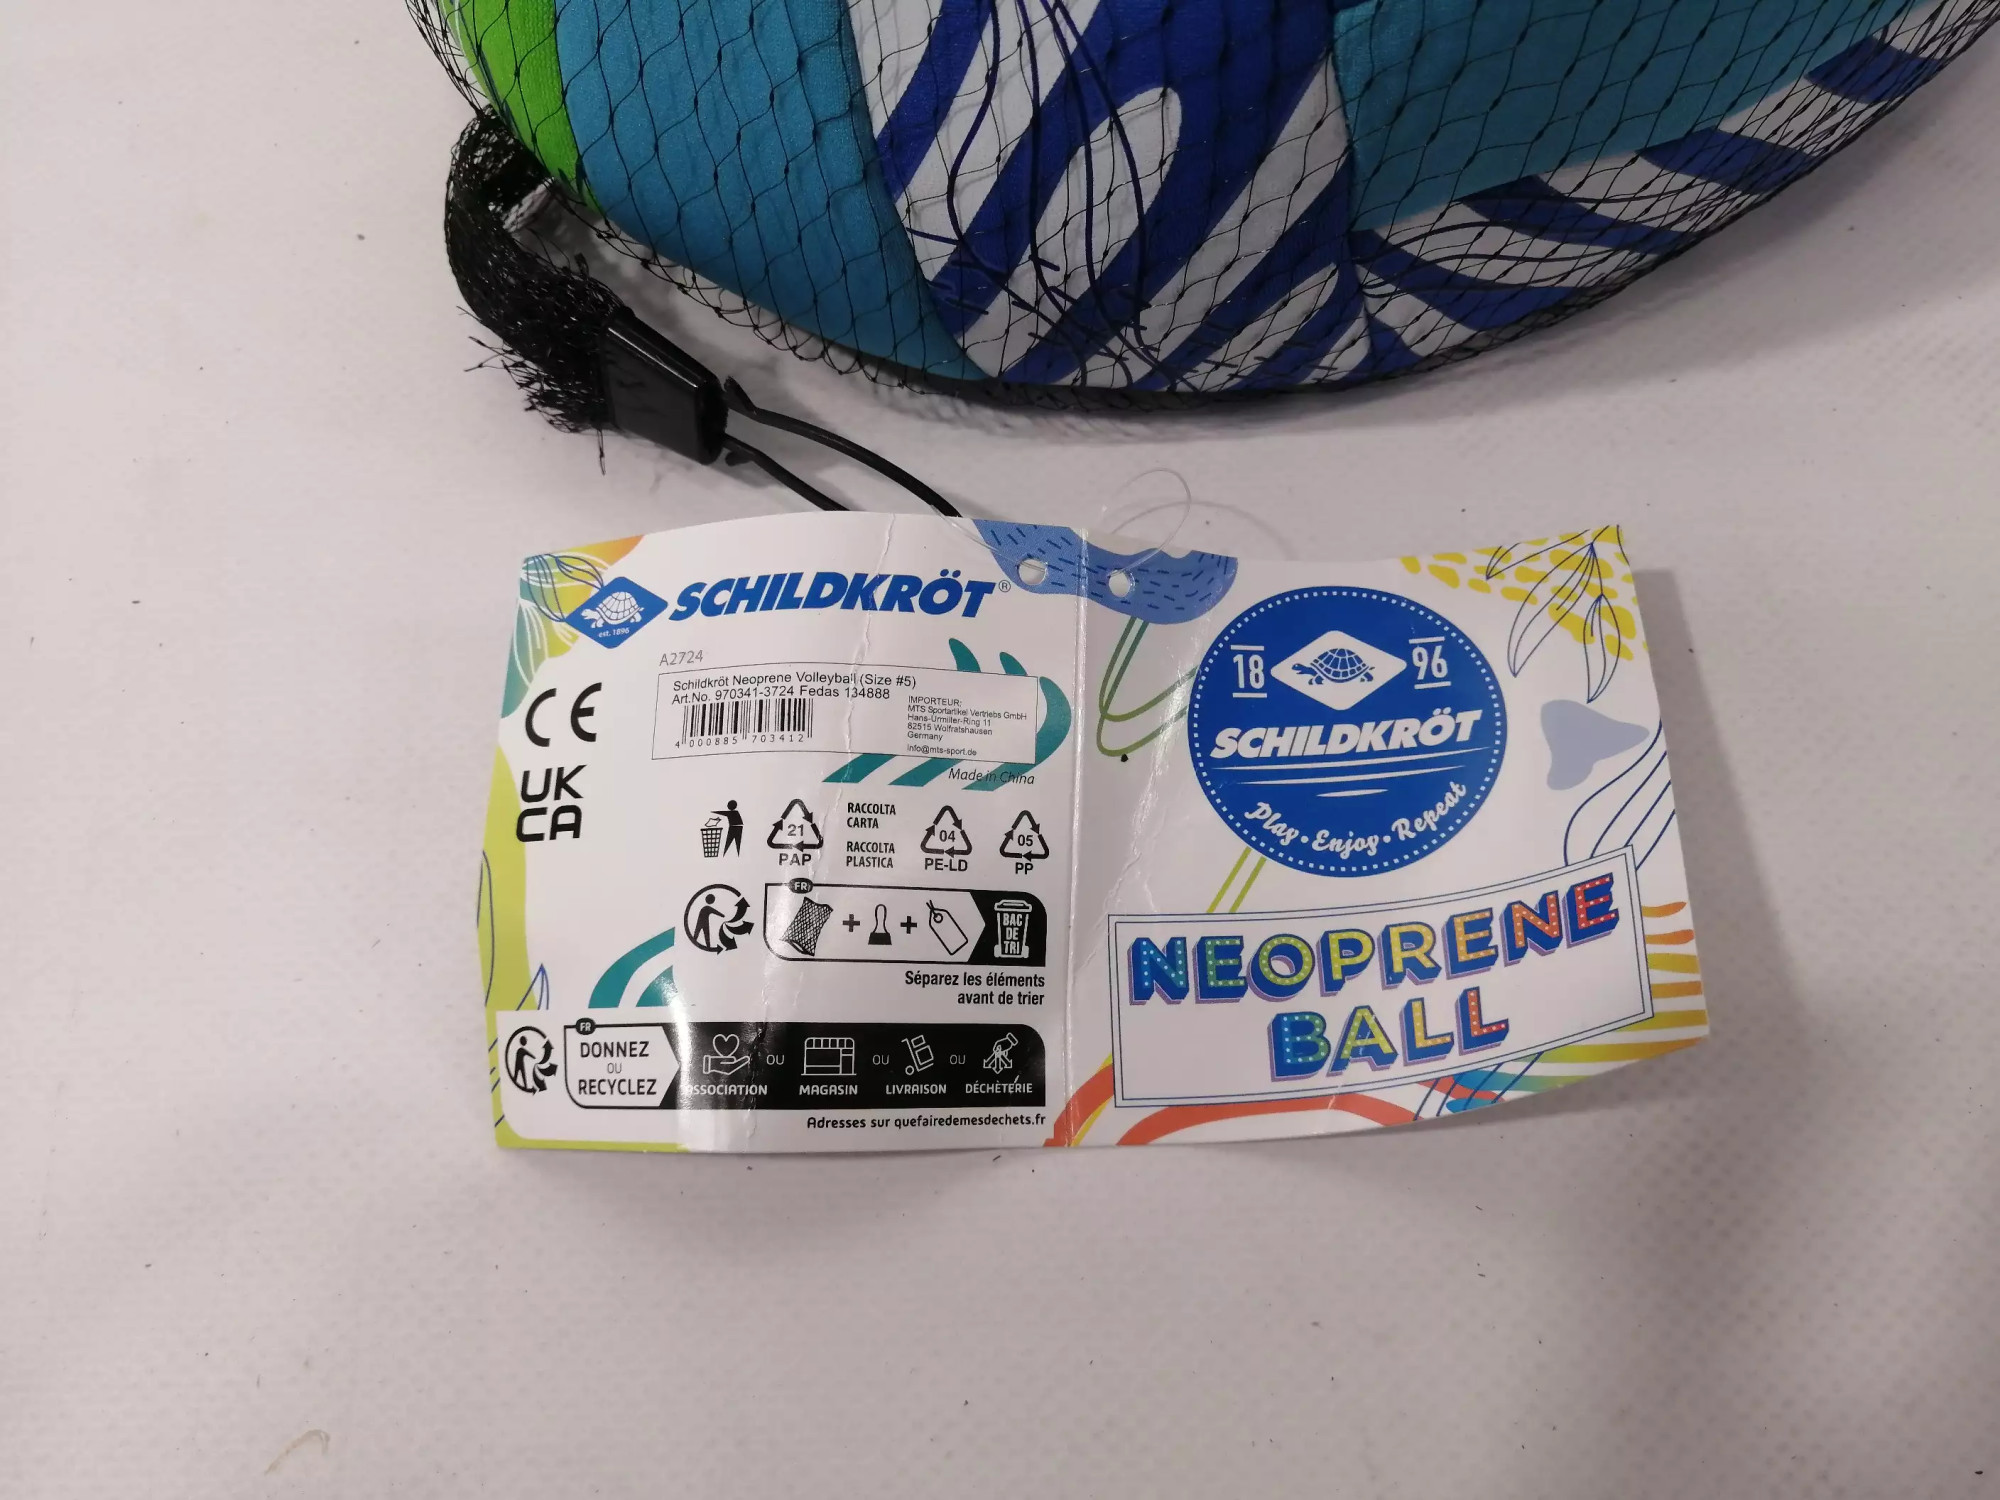 SCHILDKRÖT®
est. 1896
A2724
Schildkröt Neoprene Volleyball (Size #5)
Art.No. 970341-3724 Fedas 134888
4 000885 703412
IMPORTEUR:
MTS Sportartikel Vertriebs GmbH
Hans-Urmiller-Ring 11
82515 Wolfratshausen
Germany
info@mts-sport.de
Made in China
CE
UK
CA
21
PAP
RACCOLTA
CARTA
RACCOLTA
PLASTICA
04
PE-LD
05
PP
FR
+ +
BAC
DE
TRI
Séparez les éléments
avant de trier
FR
DONNEZ
OU
RECYCLEZ
ASSOCIATION OU MAGASIN OU LIVRAISON OU DÉCHÈTERIE
Adresses sur quefairedemesdechets.fr
18 96
SCHILDKRÖT
Play • Enjoy • Repeat
NEOPRENE
BALL